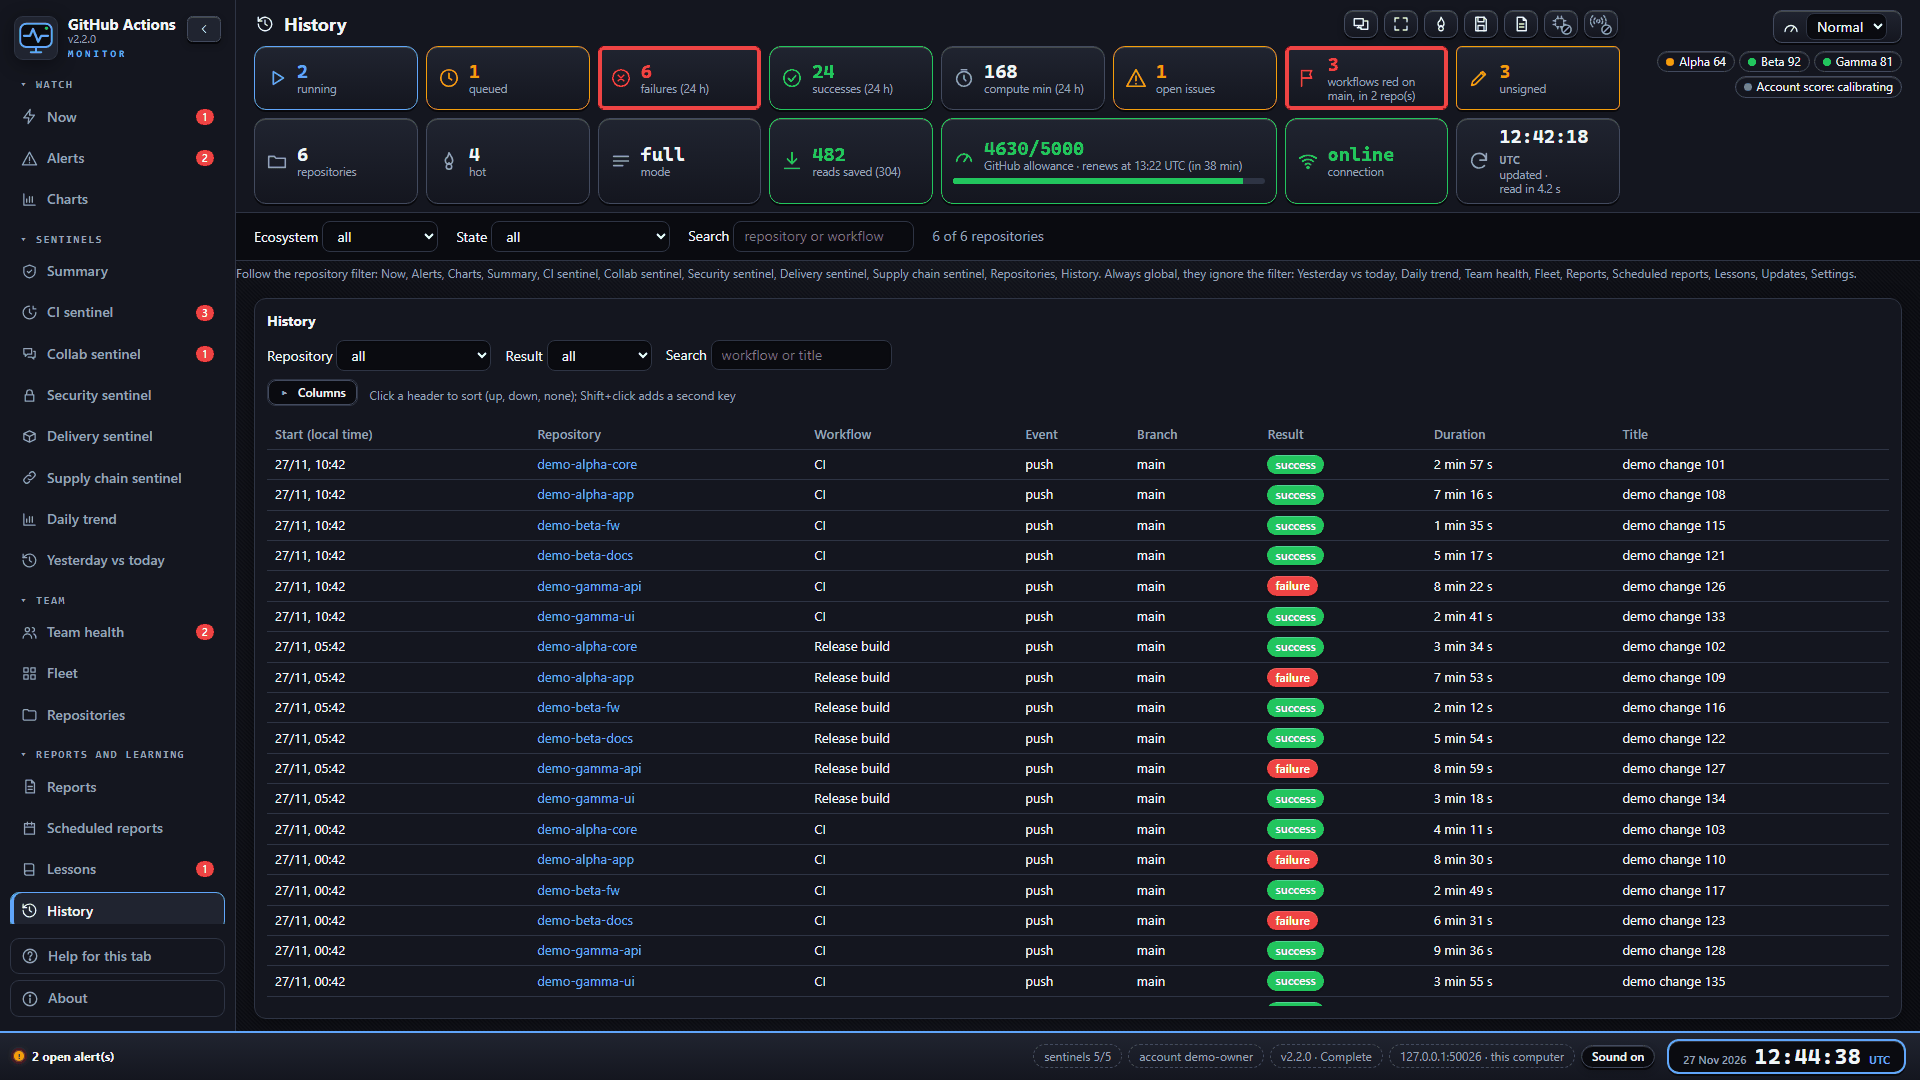 GitHub Actions
v2.2.0
MONITOR
WATCH
Now 1
Alerts 2
Charts
SENTINELS
Summary
CI sentinel 3
Collab sentinel 1
Security sentinel
Delivery sentinel
Supply chain sentinel
Daily trend
Yesterday vs today
TEAM
Team health 2
Fleet
Repositories
REPORTS AND LEARNING
Reports
Scheduled reports
Lessons 1
History
Help for this tab
About
History
Normal
2 running
1 queued
6 failures (24 h)
24 successes (24 h)
168 compute min (24 h)
1 open issues
3 workflows red on main, in 2 repo(s)
3 unsigned
Alpha 64 Beta 92 Gamma 81
Account score: calibrating
6 repositories
4 hot
full mode
482 reads saved (304)
4630/5000
GitHub allowance · renews at 13:22 UTC (in 38 min)
online connection
12:42:18
UTC
updated ·
read in 4.2 s
Ecosystem all State all Search repository or workflow 6 of 6 repositories
Follow the repository filter: Now, Alerts, Charts, Summary, CI sentinel, Collab sentinel, Security sentinel, Delivery sentinel, Supply chain sentinel, Repositories, History. Always global, they ignore the filter: Yesterday vs today, Daily trend, Team health, Fleet, Reports, Scheduled reports, Lessons, Updates, Settings.
History
Repository all Result all Search workflow or title
Columns Click a header to sort (up, down, none); Shift+click adds a second key
Start (local time) Repository Workflow Event Branch Result Duration Title
27/11, 10:42 demo-alpha-core CI push main success 2 min 57 s demo change 101
27/11, 10:42 demo-alpha-app CI push main success 7 min 16 s demo change 108
27/11, 10:42 demo-beta-fw CI push main success 1 min 35 s demo change 115
27/11, 10:42 demo-beta-docs CI push main success 5 min 17 s demo change 121
27/11, 10:42 demo-gamma-api CI push main failure 8 min 22 s demo change 126
27/11, 10:42 demo-gamma-ui CI push main success 2 min 41 s demo change 133
27/11, 05:42 demo-alpha-core Release build push main success 3 min 34 s demo change 102
27/11, 05:42 demo-alpha-app Release build push main failure 7 min 53 s demo change 109
27/11, 05:42 demo-beta-fw Release build push main success 2 min 12 s demo change 116
27/11, 05:42 demo-beta-docs Release build push main success 5 min 54 s demo change 122
27/11, 05:42 demo-gamma-api Release build push main failure 8 min 59 s demo change 127
27/11, 05:42 demo-gamma-ui Release build push main success 3 min 18 s demo change 134
27/11, 00:42 demo-alpha-core CI push main success 4 min 11 s demo change 103
27/11, 00:42 demo-alpha-app CI push main failure 8 min 30 s demo change 110
27/11, 00:42 demo-beta-fw CI push main success 2 min 49 s demo change 117
27/11, 00:42 demo-beta-docs CI push main failure 6 min 31 s demo change 123
27/11, 00:42 demo-gamma-api CI push main success 9 min 36 s demo change 128
27/11, 00:42 demo-gamma-ui CI push main success 3 min 55 s demo change 135
2 open alert(s)
sentinels 5/5
account demo-owner
v2.2.0 · Complete
127.0.0.1:50026 · this computer
Sound on
27 Nov 2026 12:44:38 UTC